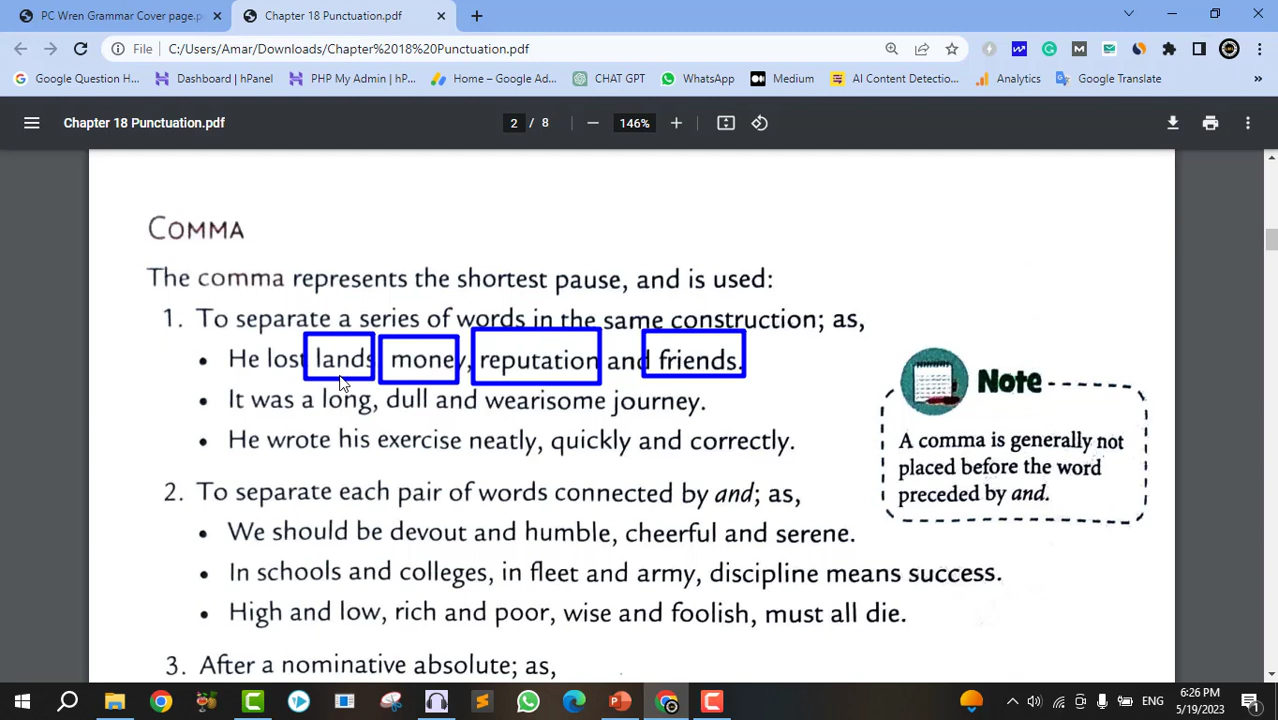 PC Wren Grammar Cover page.p
Chapter 18 Punctuation.pdf
File C:/Users/Amar/Downloads/Chapter%2018%20Punctuation.pdf
Google Question H... Dashboard | hPanel PHP My Admin | hP... Home – Google Ad... CHAT GPT WhatsApp Medium AI Content Detectio... Analytics Google Translate »
Chapter 18 Punctuation.pdf 2 / 8 146%
COMMA
The comma represents the shortest pause, and is used:
1. To separate a series of words in the same construction; as,
• He lost lands money, reputation and friends.
• It was a long, dull and wearisome journey.
• He wrote his exercise neatly, quickly and correctly.
Note
A comma is generally not
placed before the word
preceded by and.
2. To separate each pair of words connected by and; as,
• We should be devout and humble, cheerful and serene.
• In schools and colleges, in fleet and army, discipline means success.
• High and low, rich and poor, wise and foolish, must all die.
3. After a nominative absolute; as,
ENG
6:26 PM
5/19/2023